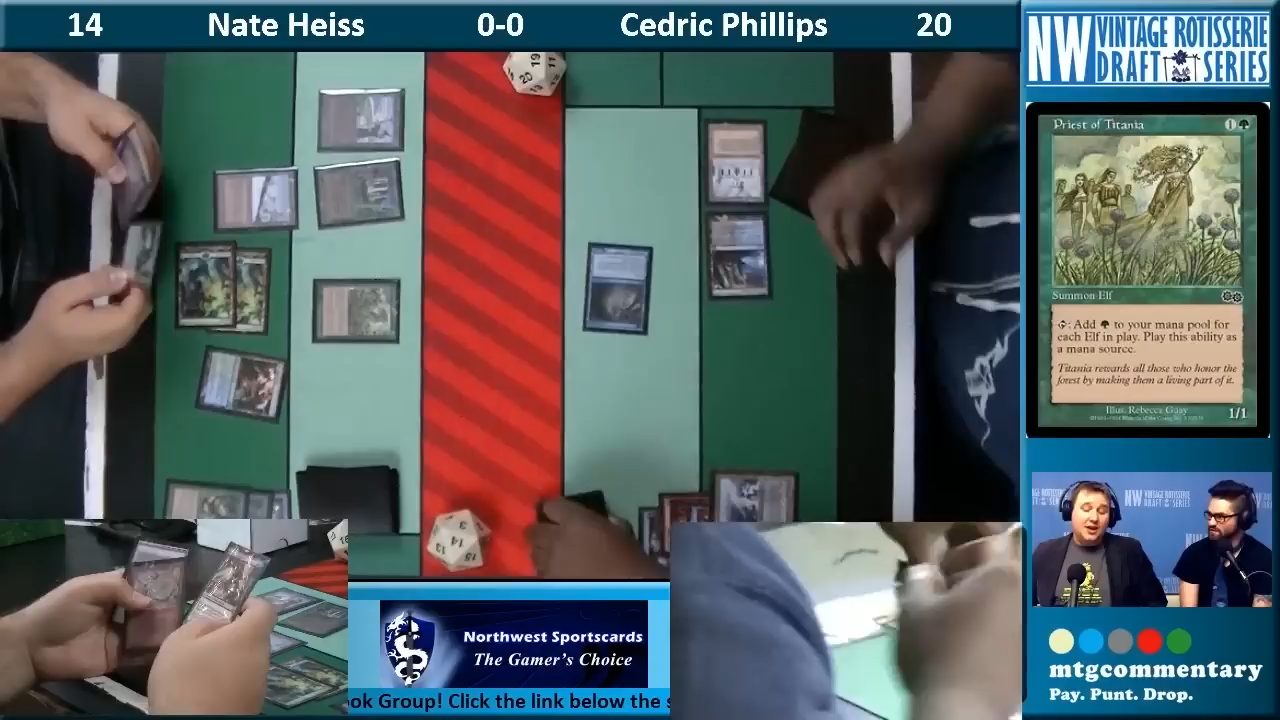 14 Nate Heiss 0-0 Cedric Phillips 20
NW VINTAGE ROTISSERIE
DRAFT SERIES
Priest of Titania 1
Summon Elf
: Add to your mana pool for
each Elf in play. Play this ability as
a mana source.
Titania rewards all those who honor the
forest by making them a living part of it.
Illus. Rebecca Guay
1/1
Northwest Sportscards
The Gamer's Choice
ook Group! Click the link below the s
mtgcommentary
Pay. Punt. Drop.